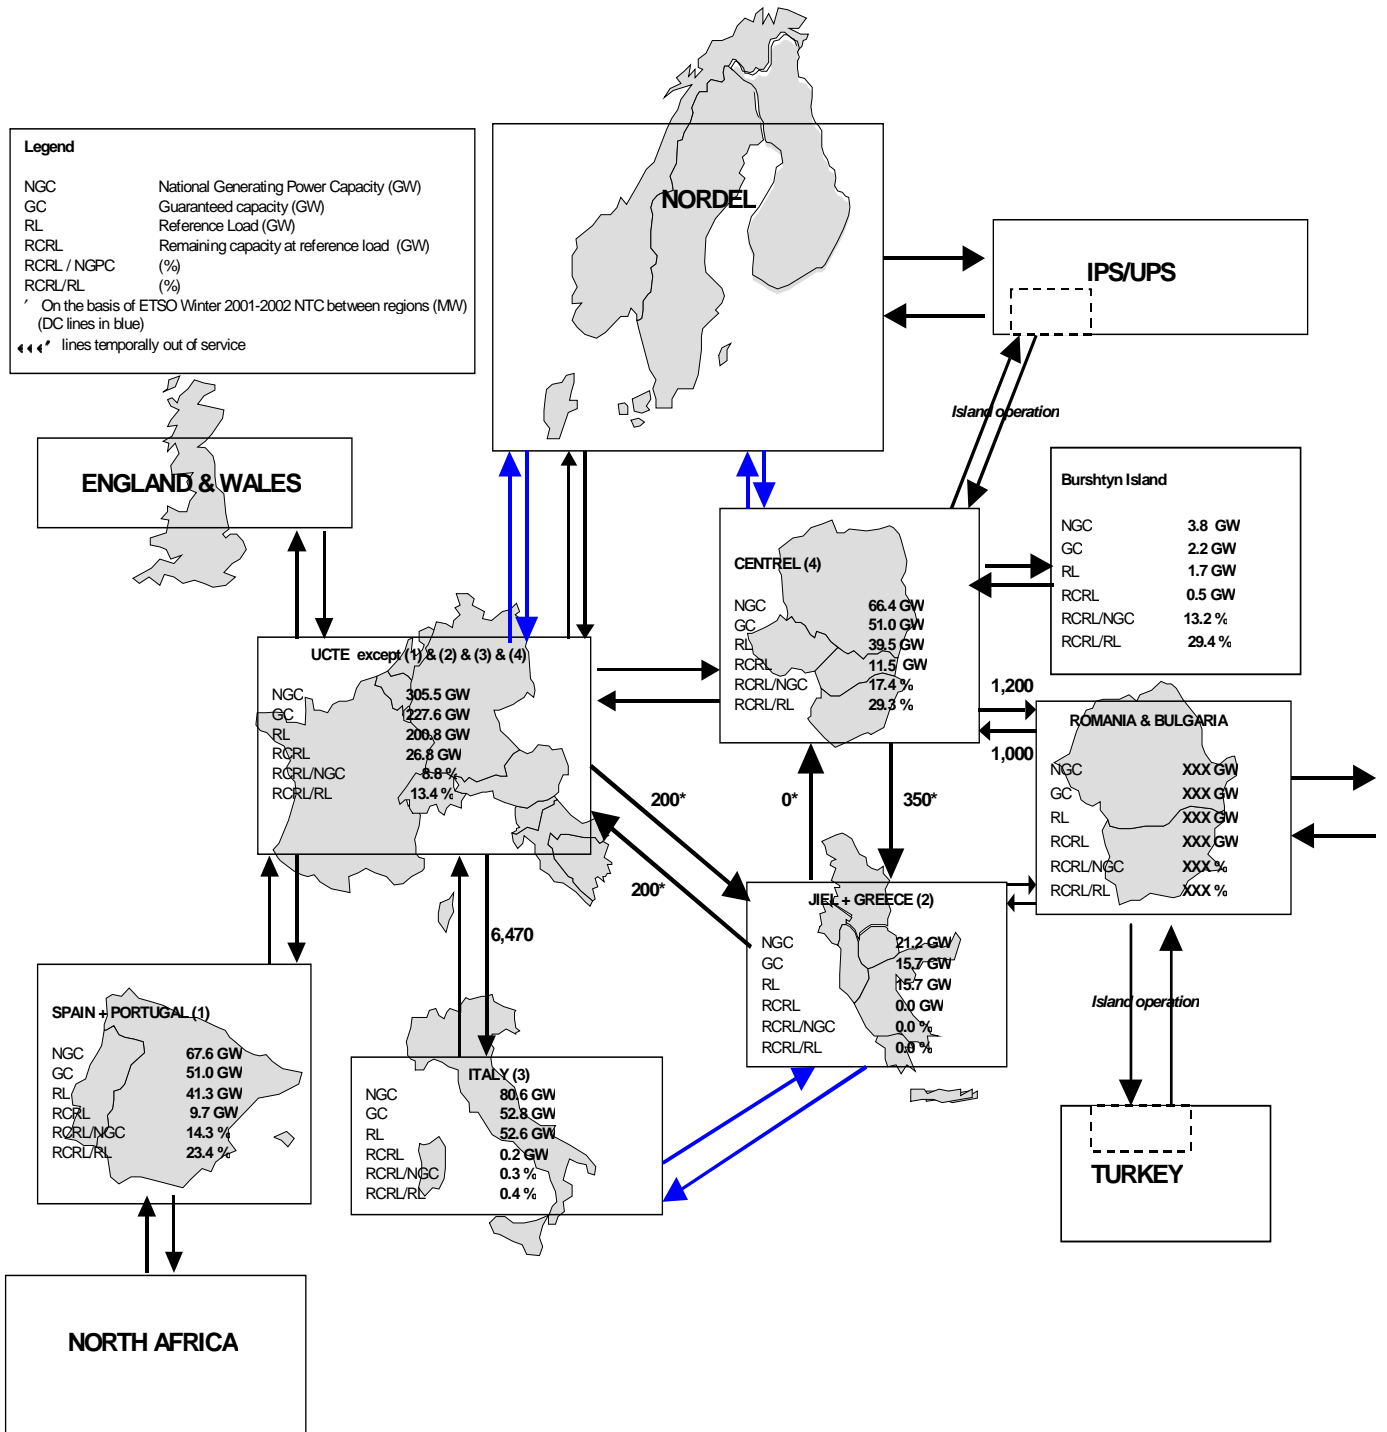 Legend
NGC National Generating Power Capacity (GW)
GC Guaranteed capacity (GW)
RL Reference Load (GW)
RCRL Remaining capacity at reference load (GW)
RCRL / NGPC (%)
RCRL/RL (%)
′ On the basis of ETSO Winter 2001-2002 NTC between regions (MW)
(DC lines in blue)
lines temporally out of service
NORDEL
IPS/UPS
Island operation
ENGLAND & WALES
Burshtyn Island
NGC 3.8 GW
GC 2.2 GW
RL 1.7 GW
RCRL 0.5 GW
RCRL/NGC 13.2 %
RCRL/RL 29.4 %
CENTREL (4)
NGC 66.4 GW
GC 51.0 GW
RL 39.5 GW
RCRL 11.5 GW
RCRL/NGC 17.4 %
RCRL/RL 29.3 %
UCTE except (1) & (2) & (3) & (4)
NGC 305.5 GW
GC 227.6 GW
RL 200.8 GW
RCRL 26.8 GW
RCRL/NGC 8.8 %
RCRL/RL 13.4 %
1,200
1,000
ROMANIA & BULGARIA
NGC XXX GW
GC XXX GW
RL XXX GW
RCRL XXX GW
RCRL/NGC XXX %
RCRL/RL XXX %
200*
0*
350*
200*
6,470
JIEL + GREECE (2)
NGC 21.2 GW
GC 15.7 GW
RL 15.7 GW
RCRL 0.0 GW
RCRL/NGC 0.0 %
RCRL/RL 0.0 %
Island operation
SPAIN + PORTUGAL (1)
NGC 67.6 GW
GC 51.0 GW
RL 41.3 GW
RCRL 9.7 GW
RCRL/NGC 14.3 %
RCRL/RL 23.4 %
ITALY (3)
NGC 80.6 GW
GC 52.8 GW
RL 52.6 GW
RCRL 0.2 GW
RCRL/NGC 0.3 %
RCRL/RL 0.4 %
TURKEY
NORTH AFRICA